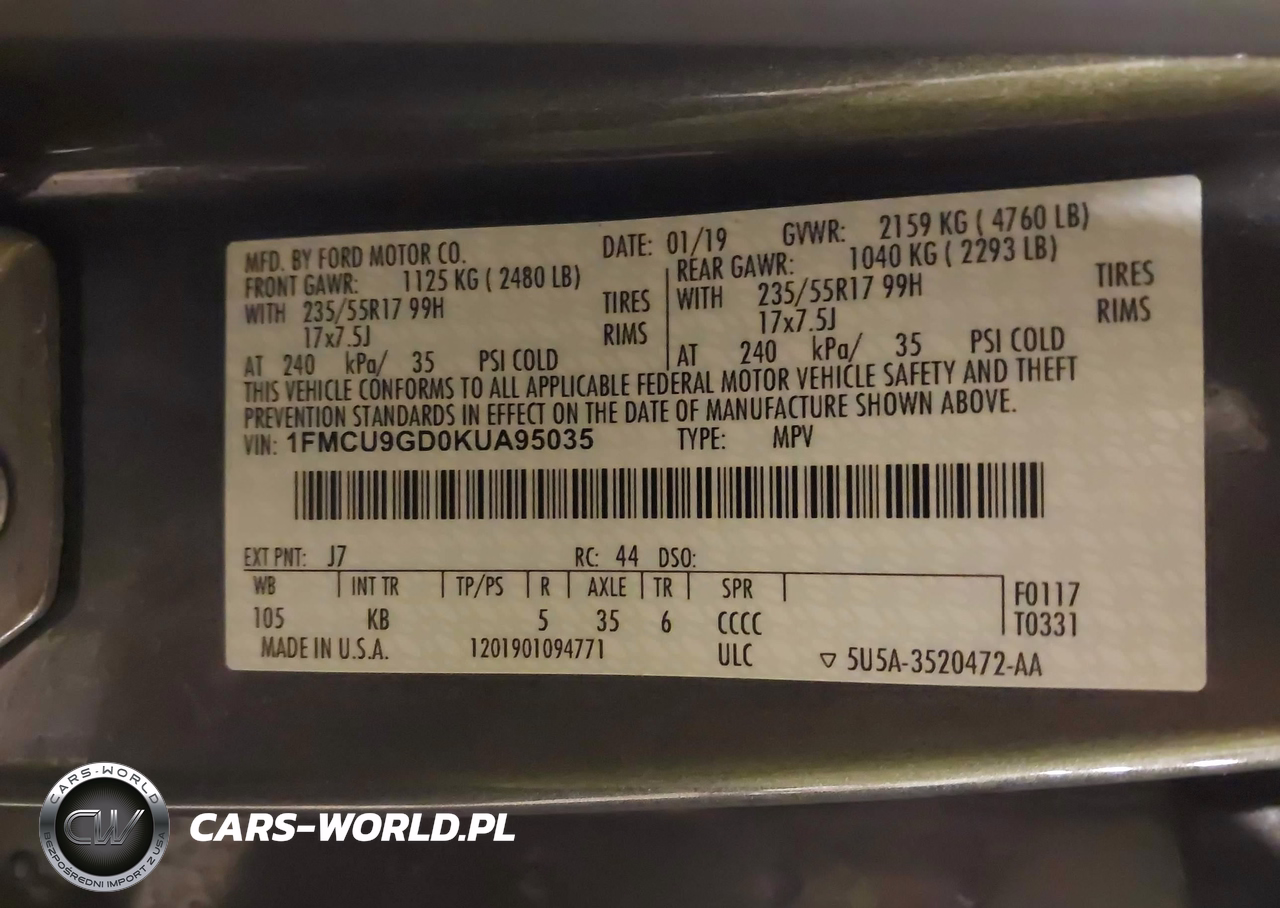 MFD. BY FORD MOTOR CO. DATE: 01/19 GVWR: 2159 KG ( 4760 LB)
FRONT GAWR: 1125 KG ( 2480 LB) REAR GAWR: 1040 KG ( 2293 LB)
WITH 235/55R17 99H TIRES WITH 235/55R17 99H TIRES
17x7.5J RIMS 17x7.5J RIMS
AT 240 kPa/ 35 PSI COLD AT 240 kPa/ 35 PSI COLD
THIS VEHICLE CONFORMS TO ALL APPLICABLE FEDERAL MOTOR VEHICLE SAFETY AND THEFT
PREVENTION STANDARDS IN EFFECT ON THE DATE OF MANUFACTURE SHOWN ABOVE.
VIN: 1FMCU9GD0KUA95035 TYPE: MPV
EXT PNT: J7 RC: 44 DSO:
WB INT TR TP/PS R AXLE TR SPR F0117
105 KB 5 35 6 CCCC T0331
MADE IN U.S.A. 1201901094771 ULC ▽ 5U5A-3520472-AA
CARS-WORLD
CW
BEZPOŚREDNI IMPORT Z USA
CARS-WORLD.PL